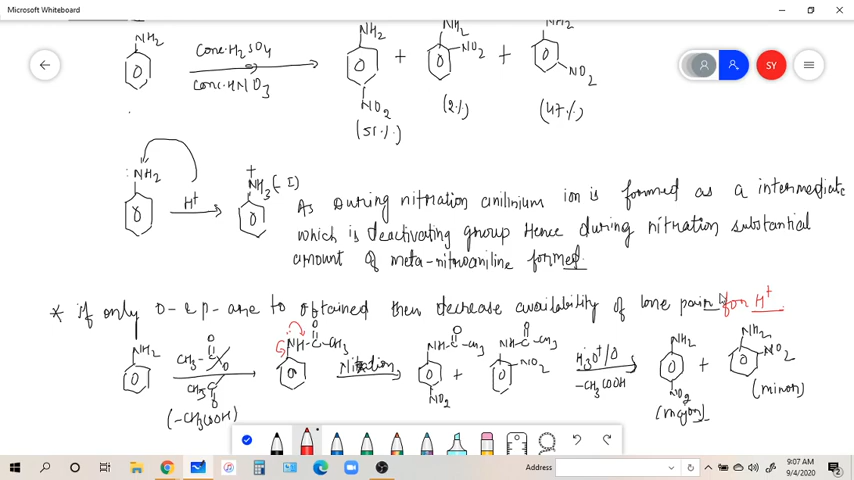 Microsoft Whiteboard
NH2 Conc. H2SO4 NH2 + NH2 NO2 + NH2
Conc. HNO3 NO2 NO2
(51.%) (2%) (47.%)
:NH2 H+ + NH3 (-I)
As During nitration anilinium ion is formed as a intermediate
which is deactivating group Hence during nitration substantial
amount of meta-nitroaniline formed
* if only o- & p- are to obtained then decrease availability of lone pair for H+
NH2 CH3-C O O CH3C O NH-C-CH3 O Nitration NH-C-CH3 O NO2 + NH-C-CH3 O NO2 H3O+/Δ -CH3COOH NH2 NO2 + NH2 NO2
(-CH3COOH) (major) (minor)
SY
Address
9:07 AM
9/4/2020
2